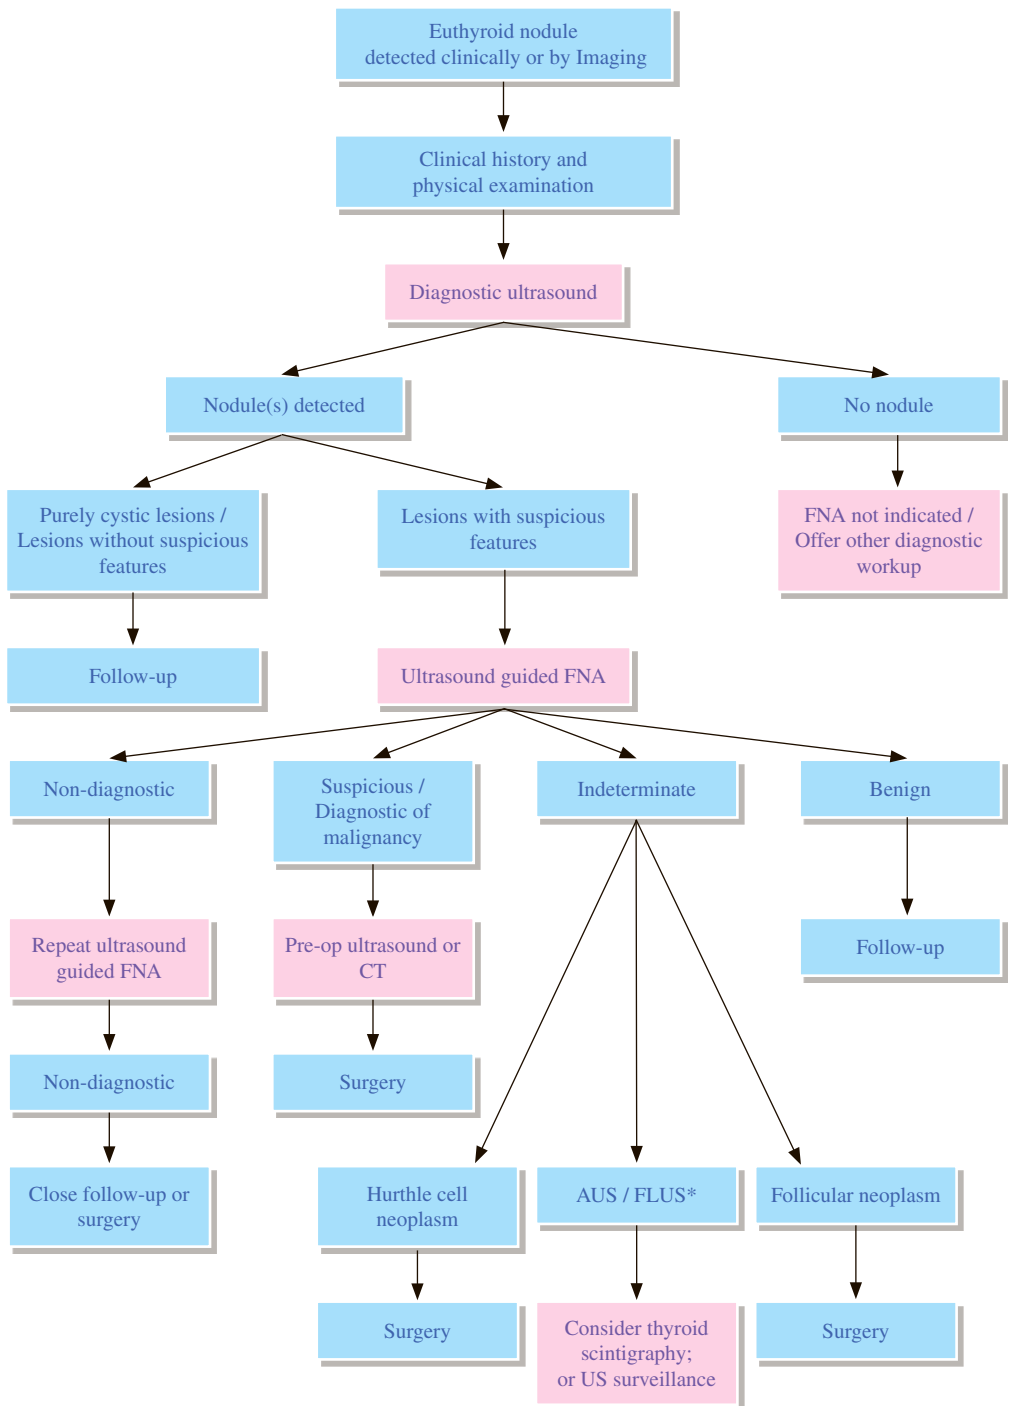 Euthyroid nodule
detected clinically or by Imaging
Clinical history and
physical examination
Diagnostic ultrasound
Nodule(s) detected
No nodule
Purely cystic lesions /
Lesions without suspicious
features
Lesions with suspicious
features
FNA not indicated /
Offer other diagnostic
workup
Follow-up
Ultrasound guided FNA
Non-diagnostic
Suspicious /
Diagnostic of
malignancy
Indeterminate
Benign
Repeat ultrasound
guided FNA
Pre-op ultrasound or
CT
Follow-up
Non-diagnostic
Surgery
Close follow-up or
surgery
Hurthle cell
neoplasm
AUS / FLUS*
Follicular neoplasm
Surgery
Consider thyroid
scintigraphy;
or US surveillance
Surgery